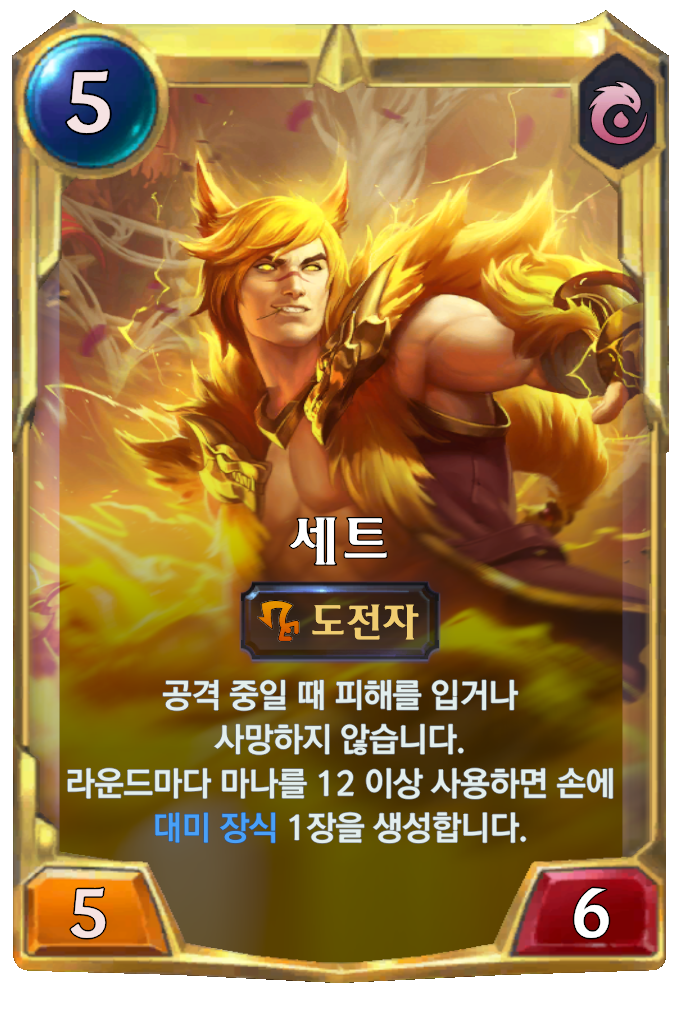 5
세트
도전자
공격 중일 때 피해를 입거나
사망하지 않습니다.
라운드마다 마나를 12 이상 사용하면 손에
대미 장식 1장을 생성합니다.
5
6